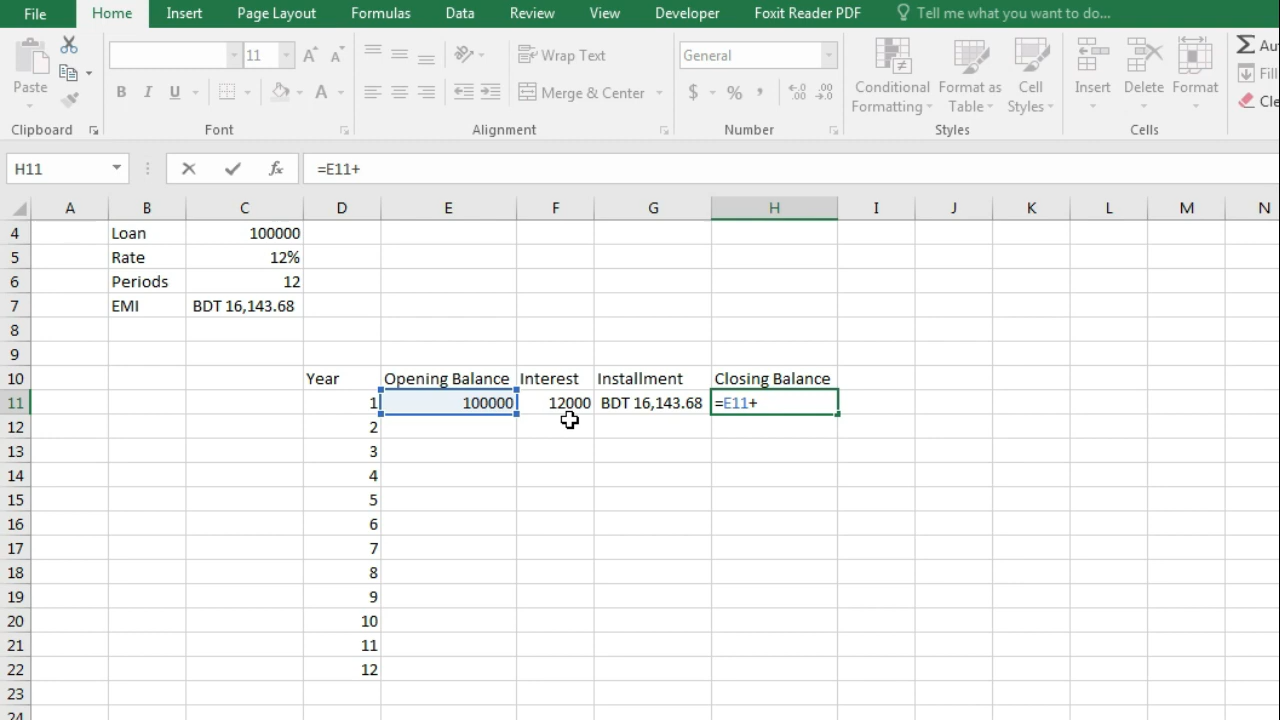 File Home Insert Page Layout Formulas Data Review View Developer Foxit Reader PDF Tell me what you want to do...
11 A A Wrap Text General Σ Au
Paste Conditional Format as Cell Insert Delete Format Fill
B I U A Merge & Center $ % , .00 Formatting Table Styles Cle
Clipboard Font Alignment Number Styles Cells
H11 fx =E11+
A B C D E F G H I J K L M N
4 Loan 100000
5 Rate 12%
6 Periods 12
7 EMI BDT 16,143.68
8
9
10 Year Opening Balance Interest Installment Closing Balance
11 1 100000 12000 BDT 16,143.68 =E11+
12 2
13 3
14 4
15 5
16 6
17 7
18 8
19 9
20 10
21 11
22 12
23
24